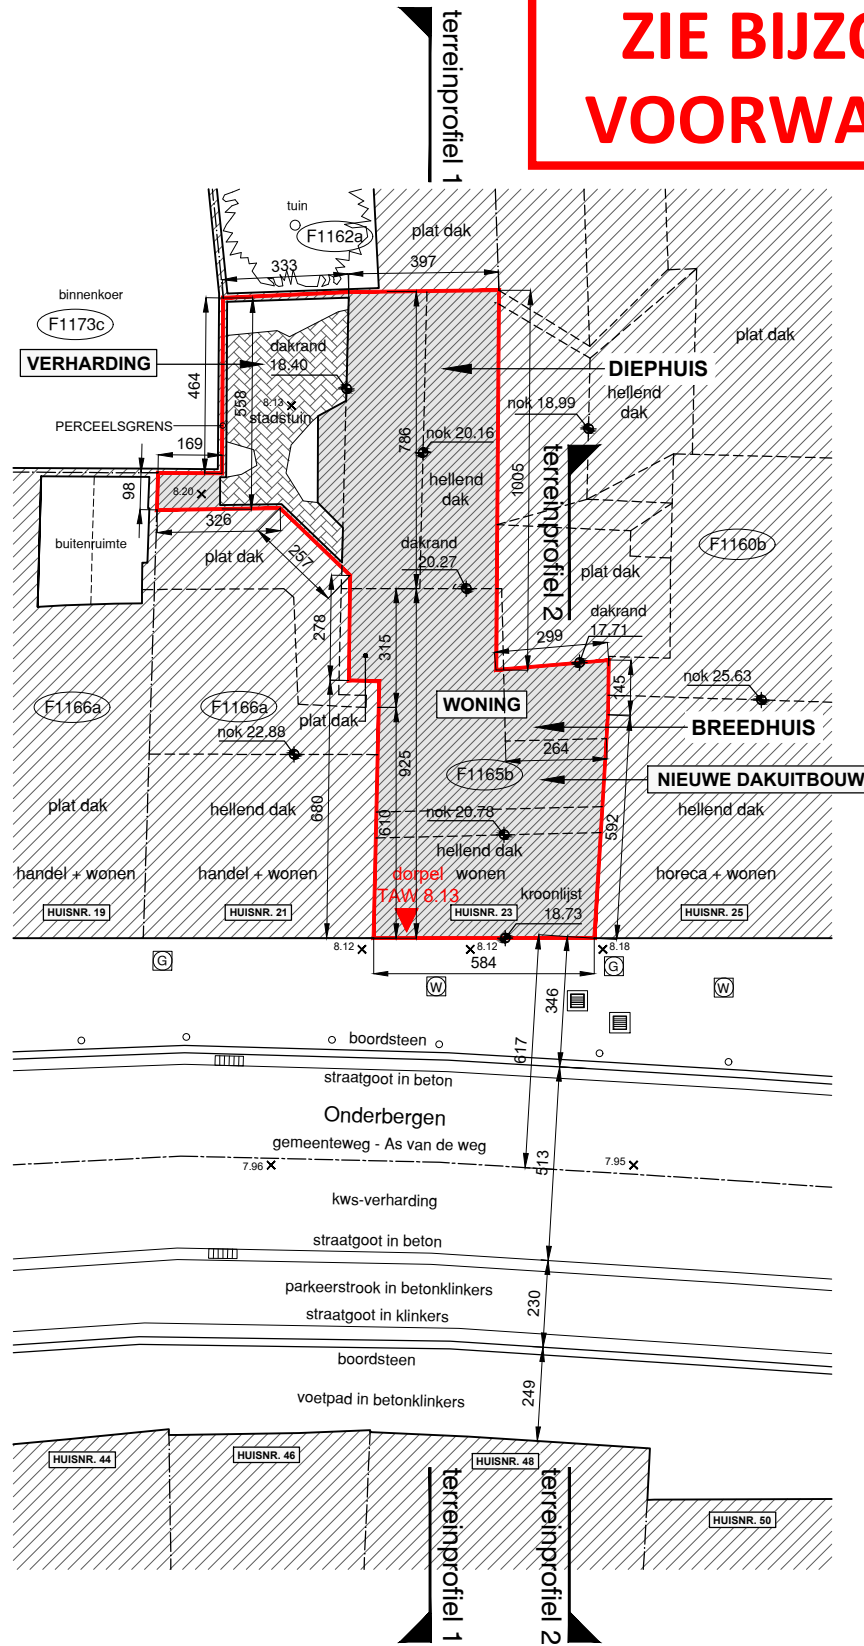 terreinprofiel 1
ZIE BIJZO
VOORWA
tuin
F1162a
plat dak
333
397
binnenkoer
F1173c
plat dak
VERHARDING
dakrand
18.40
DIEPHUIS
hellend
dak
464
558
8.13
stadstuin
nok 18.99
PERCEELSGRENS
786
nok 20.16
169
terreinprofiel 2
1005
98
8.20
hellend
dak
326
buitenruimte
plat dak
257
dakrand
20.27
F1160b
plat dak
dakrand
17.71
278
315
299
145
nok 25.63
F1166a
F1166a
plat dak
WONING
nok 22.88
BREEDHUIS
925
264
F1165b
NIEUWE DAKUITBOUW
plat dak
hellend dak
680
610
nok 20.78
592
hellend dak
hellend dak
handel + wonen
handel + wonen
dorpel
TAW 8.13
wonen
horeca + wonen
kroonlijst
18.73
HUISNR. 19
HUISNR. 21
HUISNR. 23
HUISNR. 25
8.12
8.12
8.18
G
584
G
W
W
346
617
boordsteen
straatgoot in beton
Onderbergen
gemeenteweg - As van de weg
513
7.96
7.95
kws-verharding
straatgoot in beton
parkeerstrook in betonklinkers
230
straatgoot in klinkers
boordsteen
249
voetpad in betonklinkers
HUISNR. 44
HUISNR. 46
HUISNR. 48
HUISNR. 50
terreinprofiel 1
terreinprofiel 2